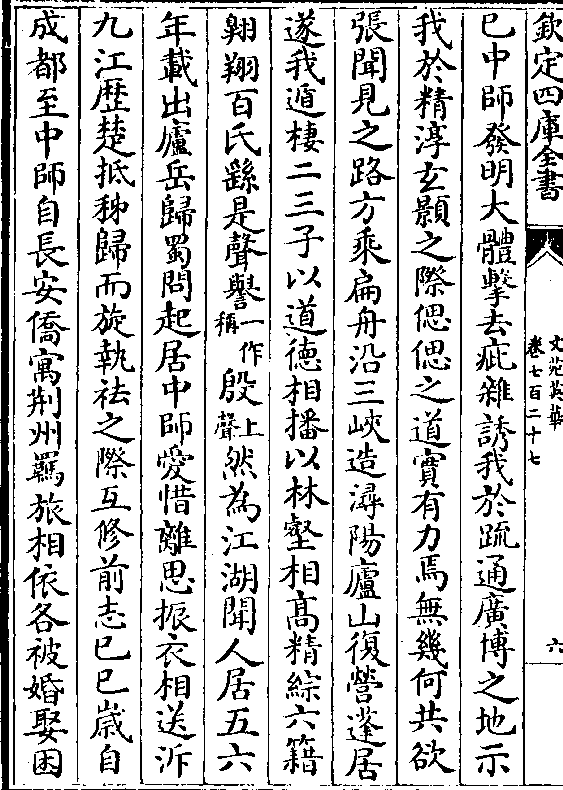 欽定四庫全書
文苑英華
卷七百二十七
六
已中師發明大體擊去疵雜誘我於䟽通廣博之地示
我於精淳玄顥之際偲偲之道實有力焉無幾何共欲
張聞見之路方乘扁舟沿三峽造潯陽廬山復營蓬居
遂我遁棲二三子以道德相播以林壑相高精綜六籍
翺翔百氏繇是聲譽一作稱殷上聲然為江湖聞人居五六
年載出廬岳歸蜀問起居中師愛惜離思振衣相送泝
九江歴楚抵秭歸而旋執袪之際互修前志已巳嵗自
成都至中師自長安僑寓荆州羈旅相依各被婚娶困